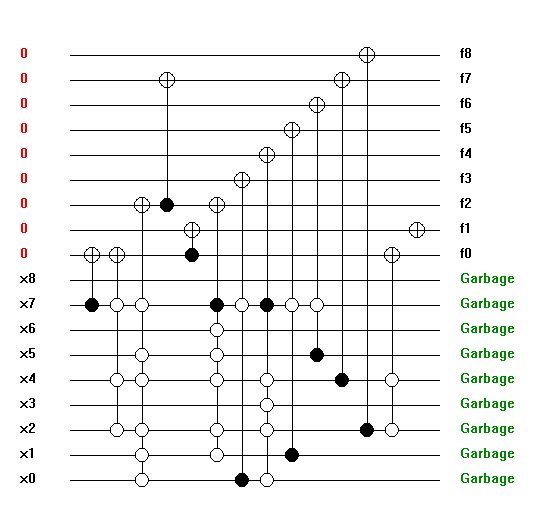 0 f8
0 f7
0 f6
0 f5
0 f4
0 f3
0 f2
0 f1
0 f0
x8 Garbage
x7 Garbage
x6 Garbage
x5 Garbage
x4 Garbage
x3 Garbage
x2 Garbage
x1 Garbage
x0 Garbage